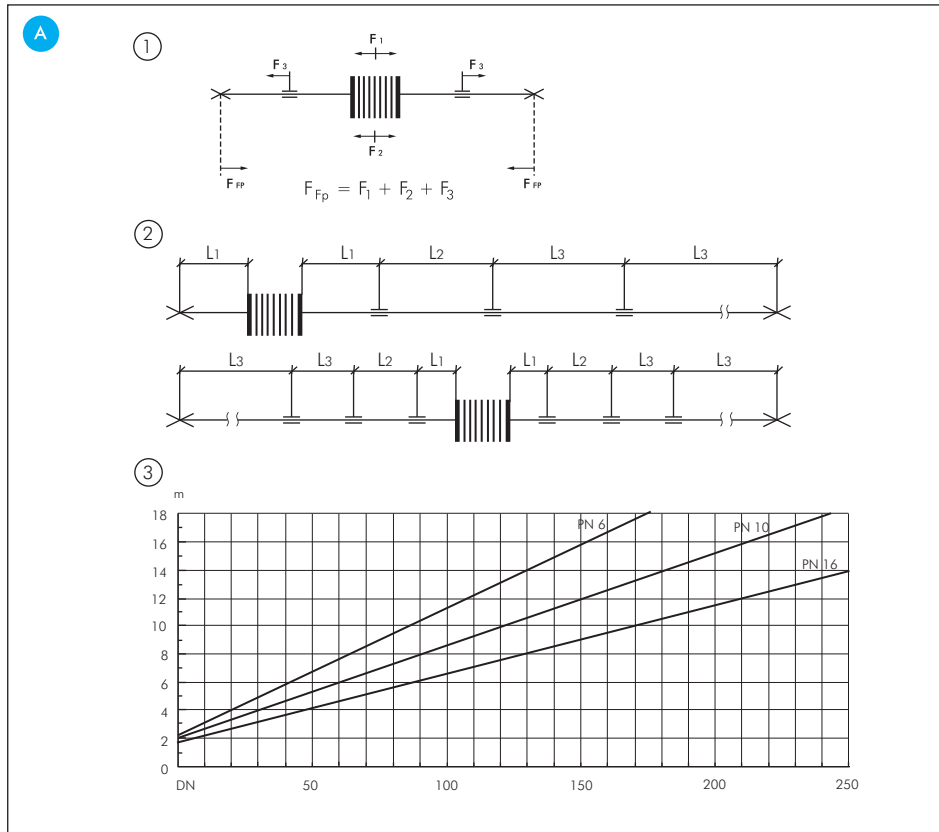 A
1
F1
F3 F3
F2
FFP FFP
FFp = F1 + F2 + F3
2
L1 L1 L2 L3 L3
L3 L3 L2 L1 L1 L2 L3 L3
3
m
18
16
14
12
10
8
6
4
2
0
PN 6
PN 10
PN 16
DN 50 100 150 200 250